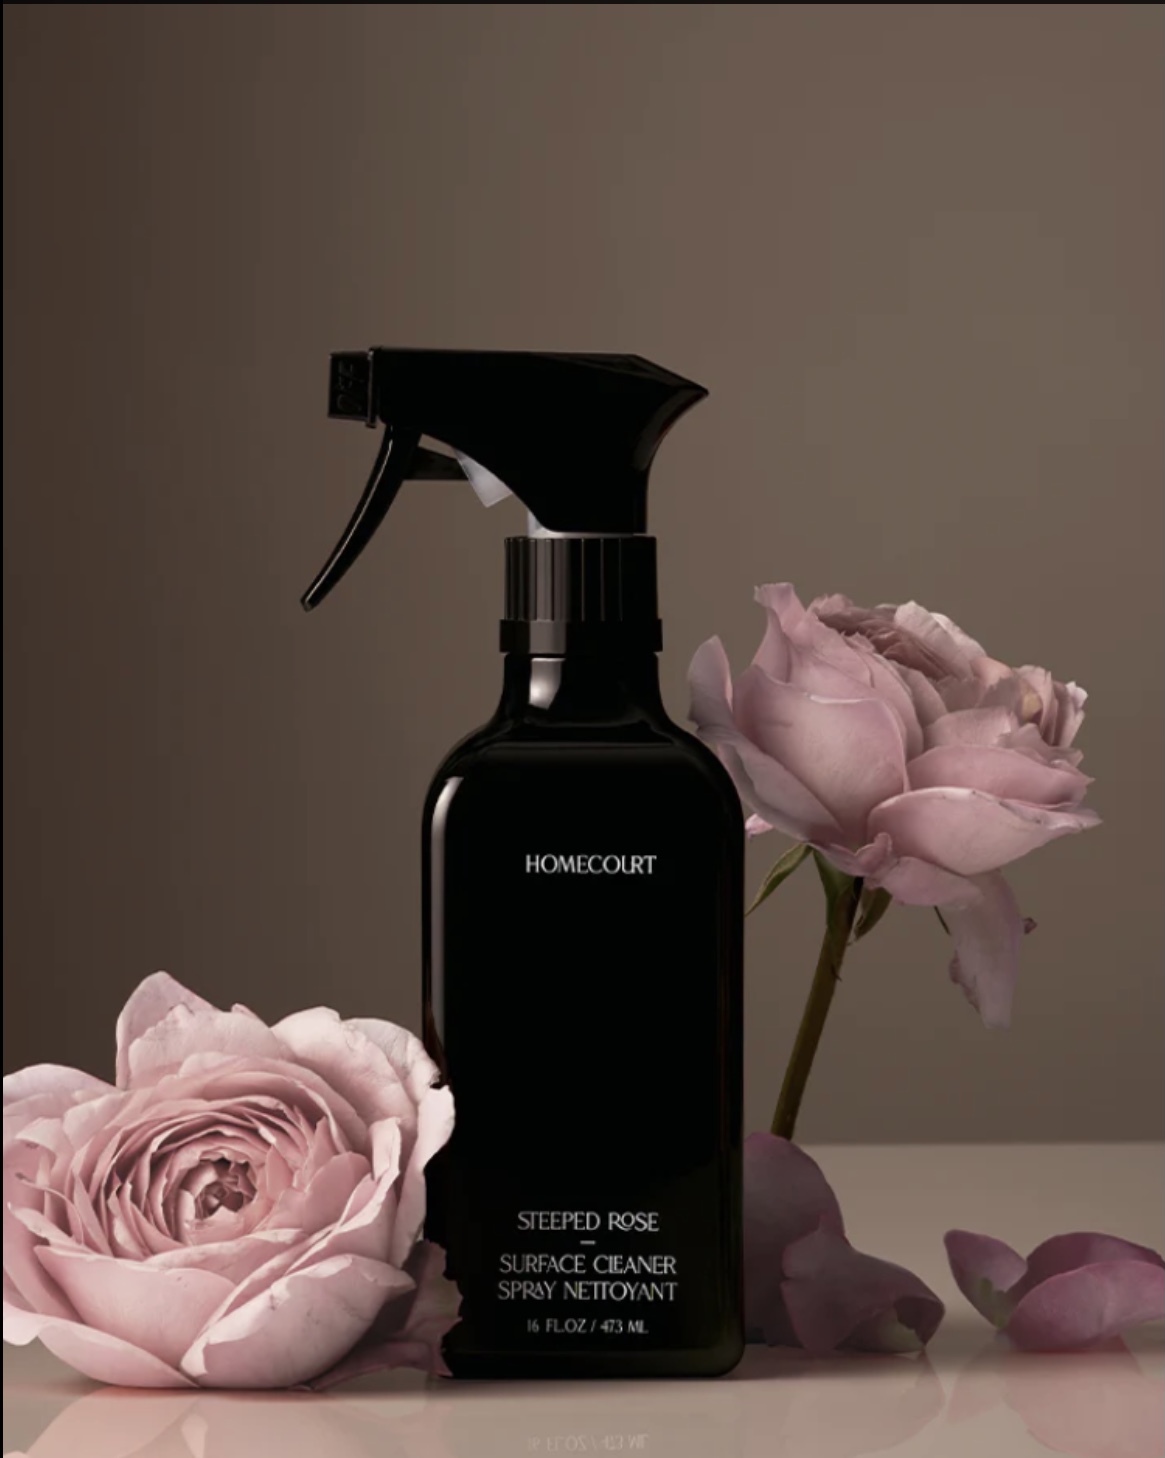 HOMECOURT
STEEPED ROSE
–
SURFACE CLEANER
SPRAY NETTOYANT
16 FL.OZ / 473 ML